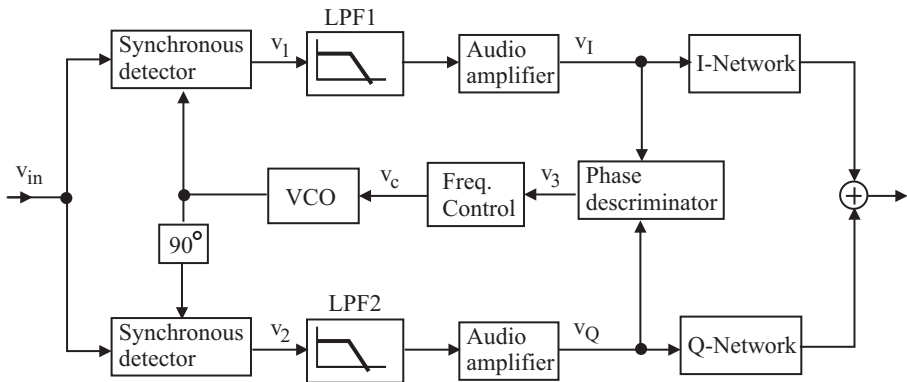 LPF1
Synchronous
detector
v1
Audio
amplifier
vI
I-Network
vin
VCO
vc
Freq.
Control
v3
Phase
descriminator
+
90°
LPF2
Synchronous
detector
v2
Audio
amplifier
vQ
Q-Network